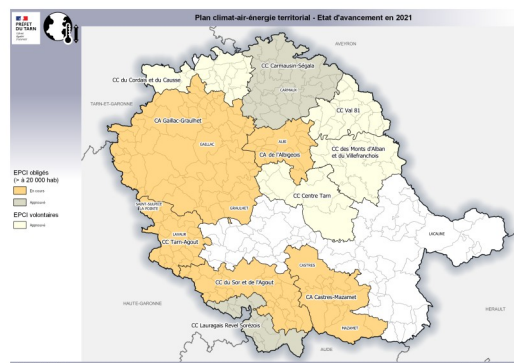 Plan climat-air-énergie territorial - Etat d'avancement en 2021
PRÉFET
DU TARN
AVEYRON
CC Carmausin-Ségala
CC du Cordais et du Causse
CARMAUX
TARN-ET-GARONNE
CC Val 81
CA Gaillac-Graulhet
ALBI
GAILLAC
CA de l'Albigeois
CC des Monts d'Alban
et du Villefranchois
EPCI obligés
(> à 20 000 hab)
En cours
Approuvé
EPCI volontaires
Approuvé
CC Centre Tarn
SAINT-SULPICE
LA POINTE
GRAULHET
LACAUNE
LAVAUR
CC Tarn-Agout
CASTRES
CC du Sor et de l'Agout
CA Castres-Mazamet
HAUTE-GARONNE
HERAULT
CC Lauragais Revel Sorézois
MAZAMET
AUDE